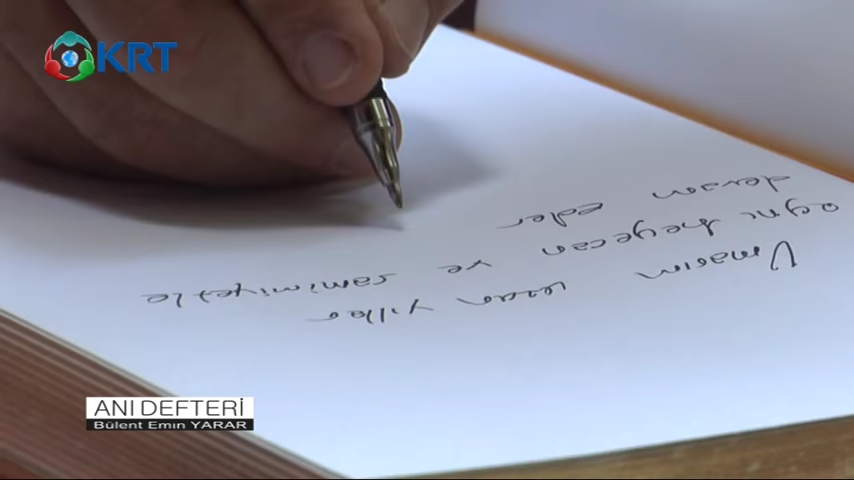 KRT
Umarım uzun yıllar
aynı heyecan ve samimiyetle
devam eder
ANI DEFTERİ
Bülent Emin YARAR